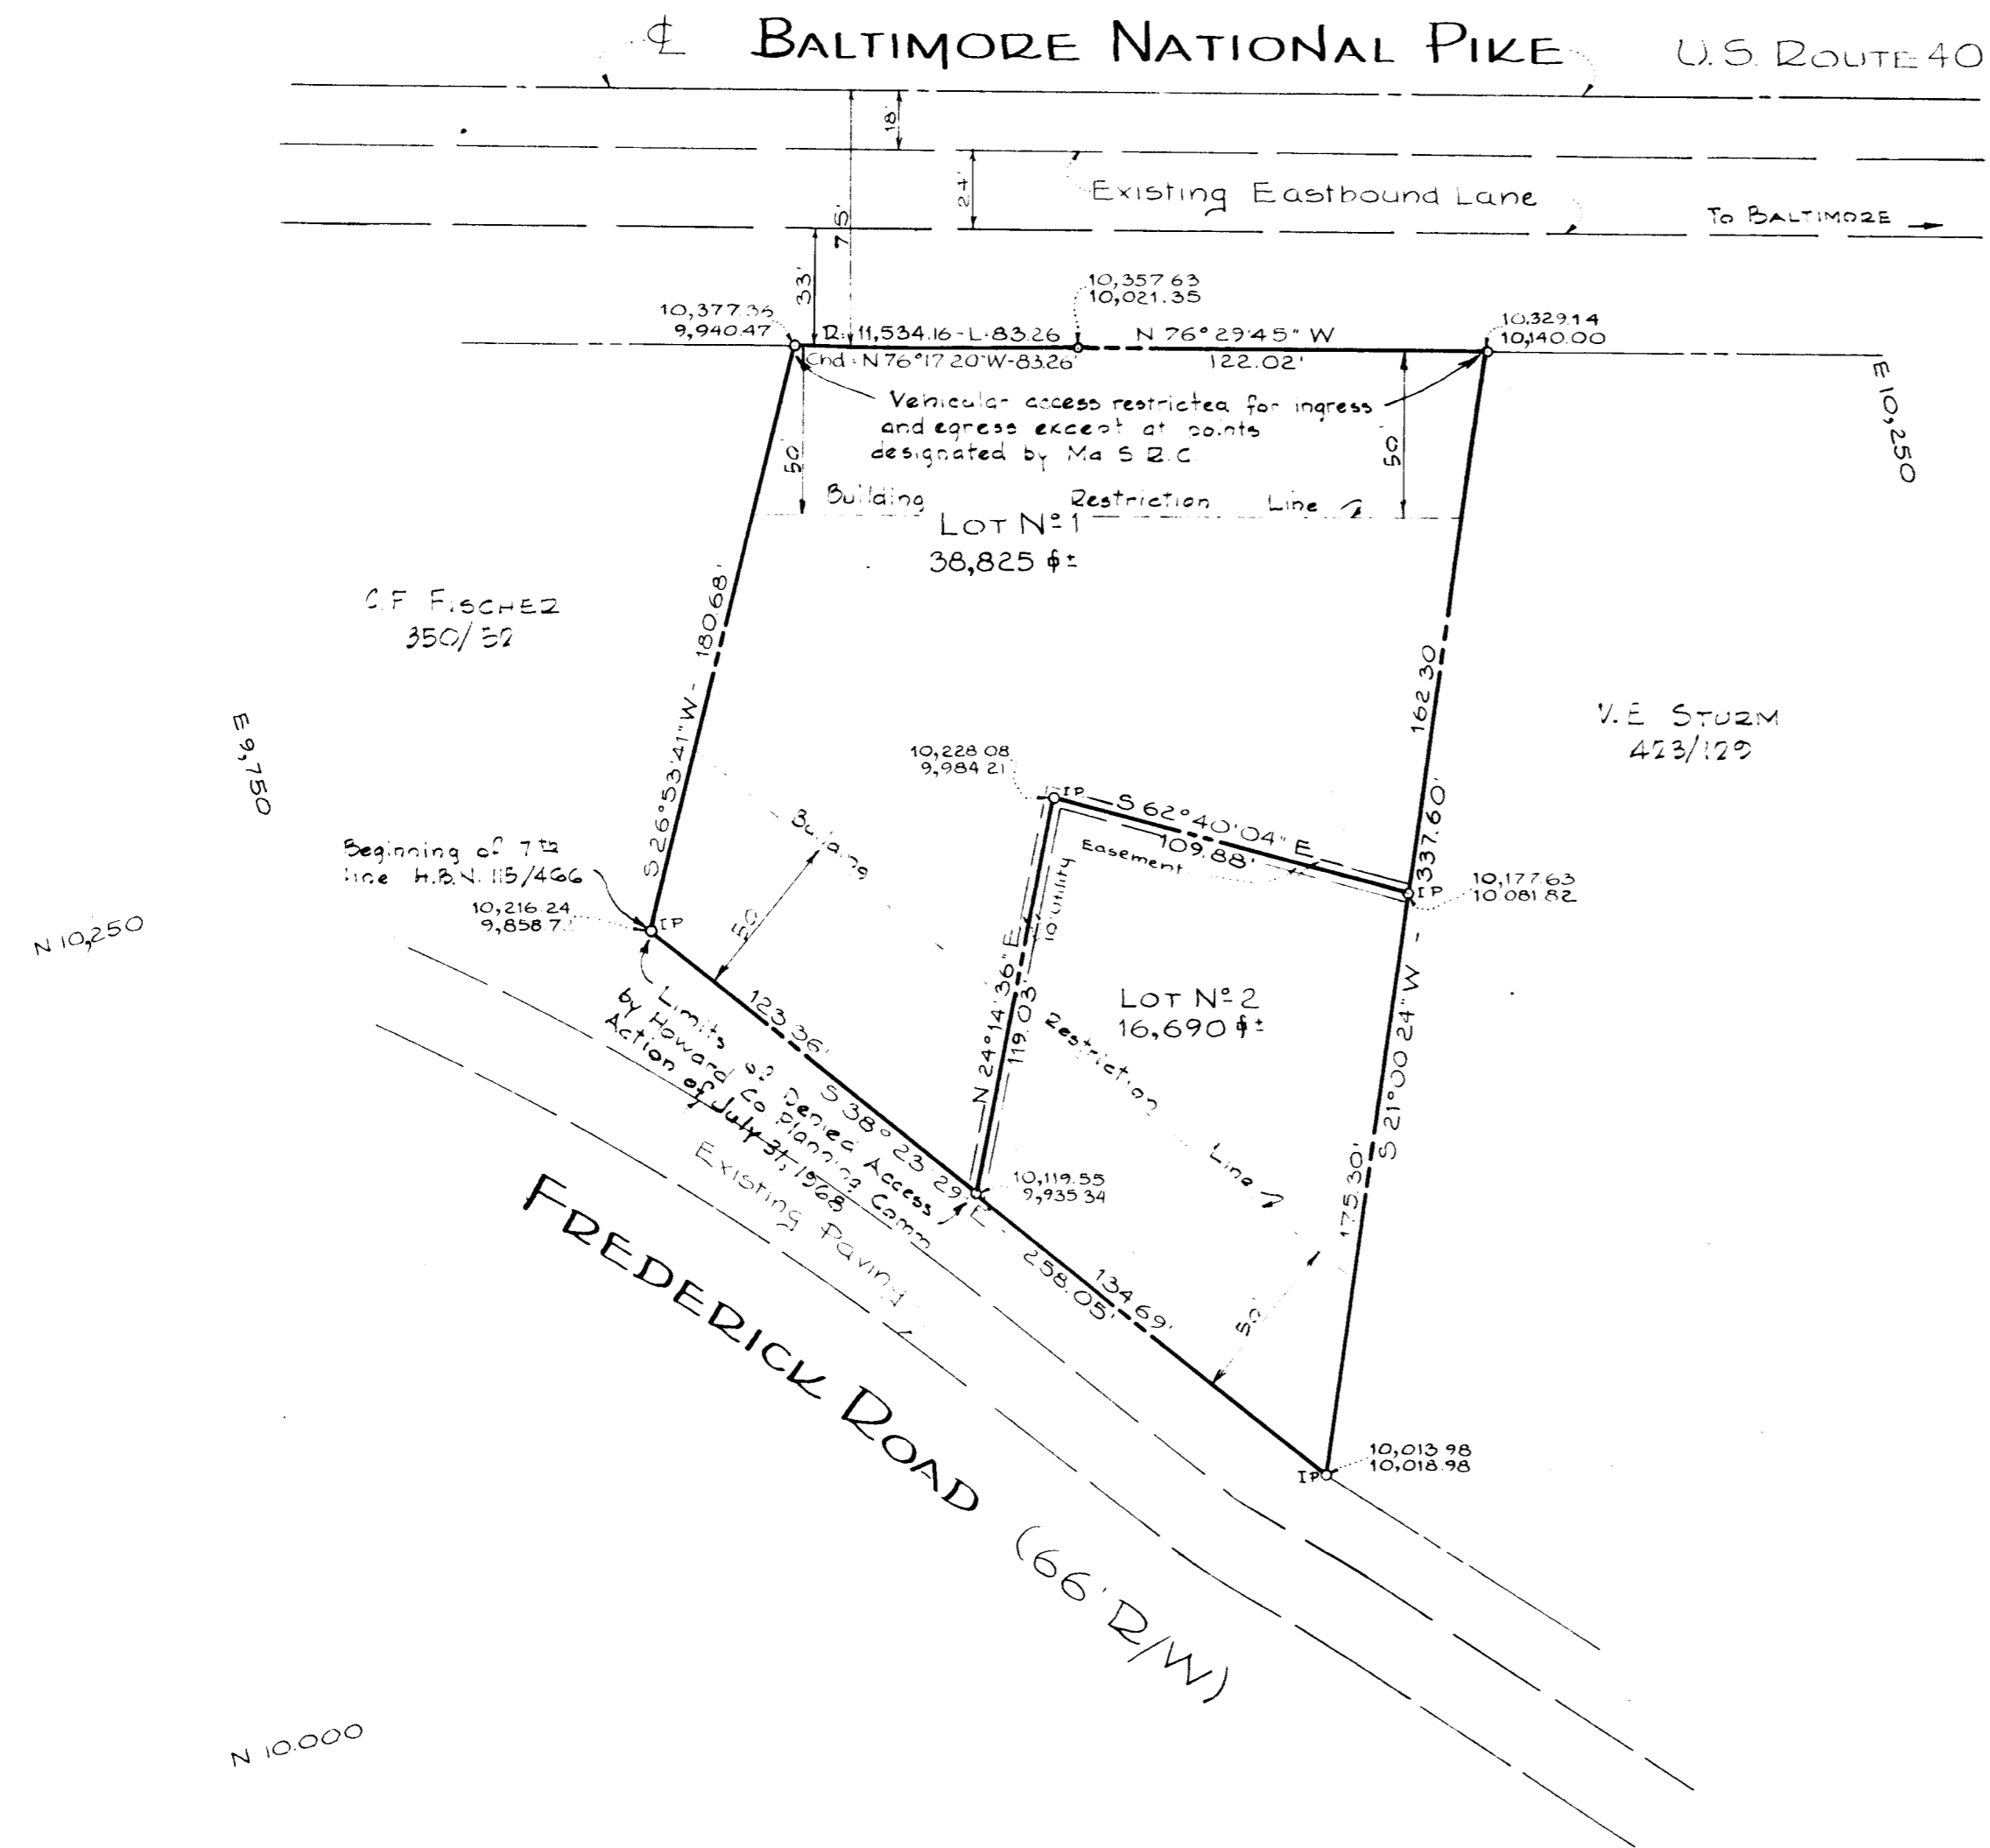 ℄ BALTIMORE NATIONAL PIKE U.S. ROUTE 40
18'
24'
75'
33'
Existing Eastbound Lane
TO BALTIMORE
10,377.36
9,940.47
10,357 63
10,021.35
10,329.14
10,140.00
R: 11,534.16-L-83.26
Chd: N76°17 20"W-83.26'
N 76°29'45" W
122.02'
E 10,250
Vehicular access restricted for ingress
and egress except at points
designated by Md S R.C.
50'
50'
Building Restriction Line
LOT Nº 1
38,825 ±
C.F FISCHER
350/52
S 26°53'41"W - 180.68'
162 30
337.60'
V.E STURM
423/129
E 9,750
10,228 08
9,984 21
IP
S 62°40'04" E
109.88'
Easement
10' Utility
IP
10,177.63
10.081.82
Beginning of 7th
line H.B.N. 115/466
10,216.24
9,858.7
IP
N 10,250
Building
50'
N 24°14'36" E
119.03'
LOT Nº 2
16,690 ±
Restriction
Line
S 21°00 24" W -
175.30'
123.36'
S 38° 23' 29" E -
258.05'
134.69'
Limits of Denied Access
by Howard Co Planning Comm
Action of July 31, 1968
Existing Paving
10,119.55
9,935 34
50'
10,013 98
10,018.98
IP
FREDERICK ROAD (66' R/W)
N 10.000